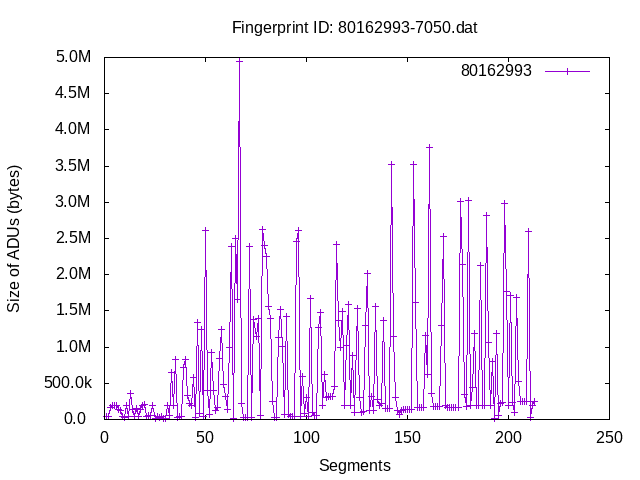 Fingerprint ID: 80162993-7050.dat
80162993
5.0M
4.5M
4.0M
3.5M
3.0M
2.5M
2.0M
1.5M
1.0M
500.0k
0.0
0 50 100 150 200 250
Size of ADUs (bytes)
Segments